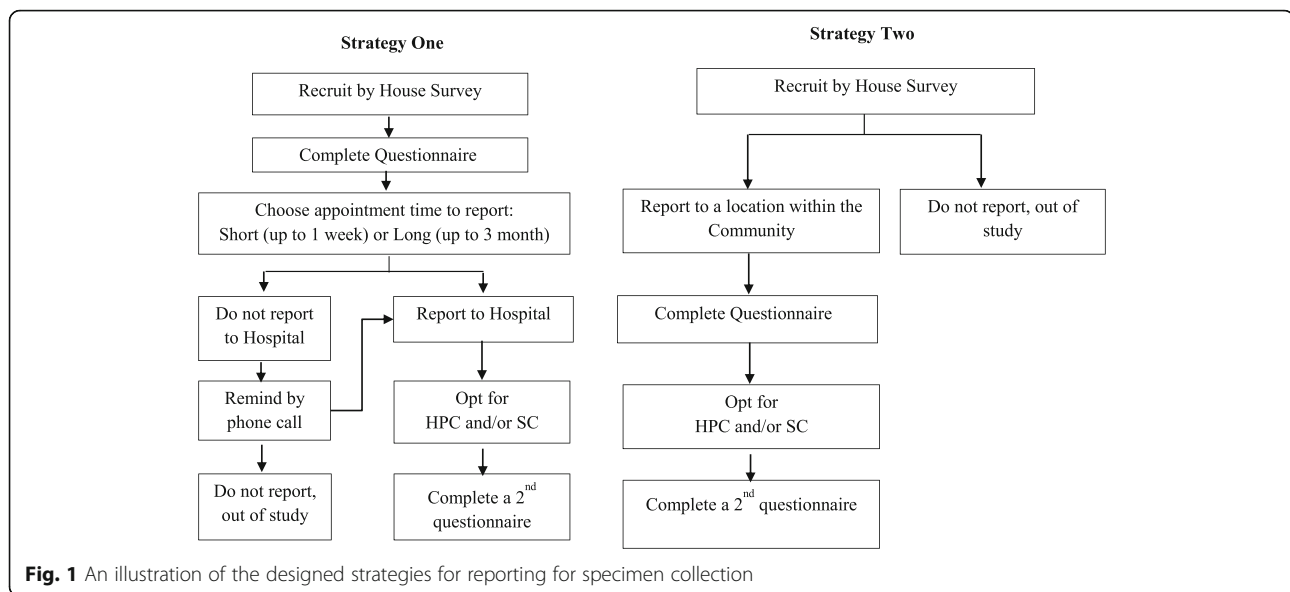 Strategy One
Recruit by House Survey
Complete Questionnaire
Choose appointment time to report:
Short (up to 1 week) or Long (up to 3 month)
Do not report
to Hospital
Report to Hospital
Remind by
phone call
Opt for
HPC and/or SC
Do not report,
out of study
Complete a 2nd
questionnaire
Strategy Two
Recruit by House Survey
Report to a location within the
Community
Do not report, out of
study
Complete Questionnaire
Opt for
HPC and/or SC
Complete a 2nd questionnaire
Fig. 1 An illustration of the designed strategies for reporting for specimen collection